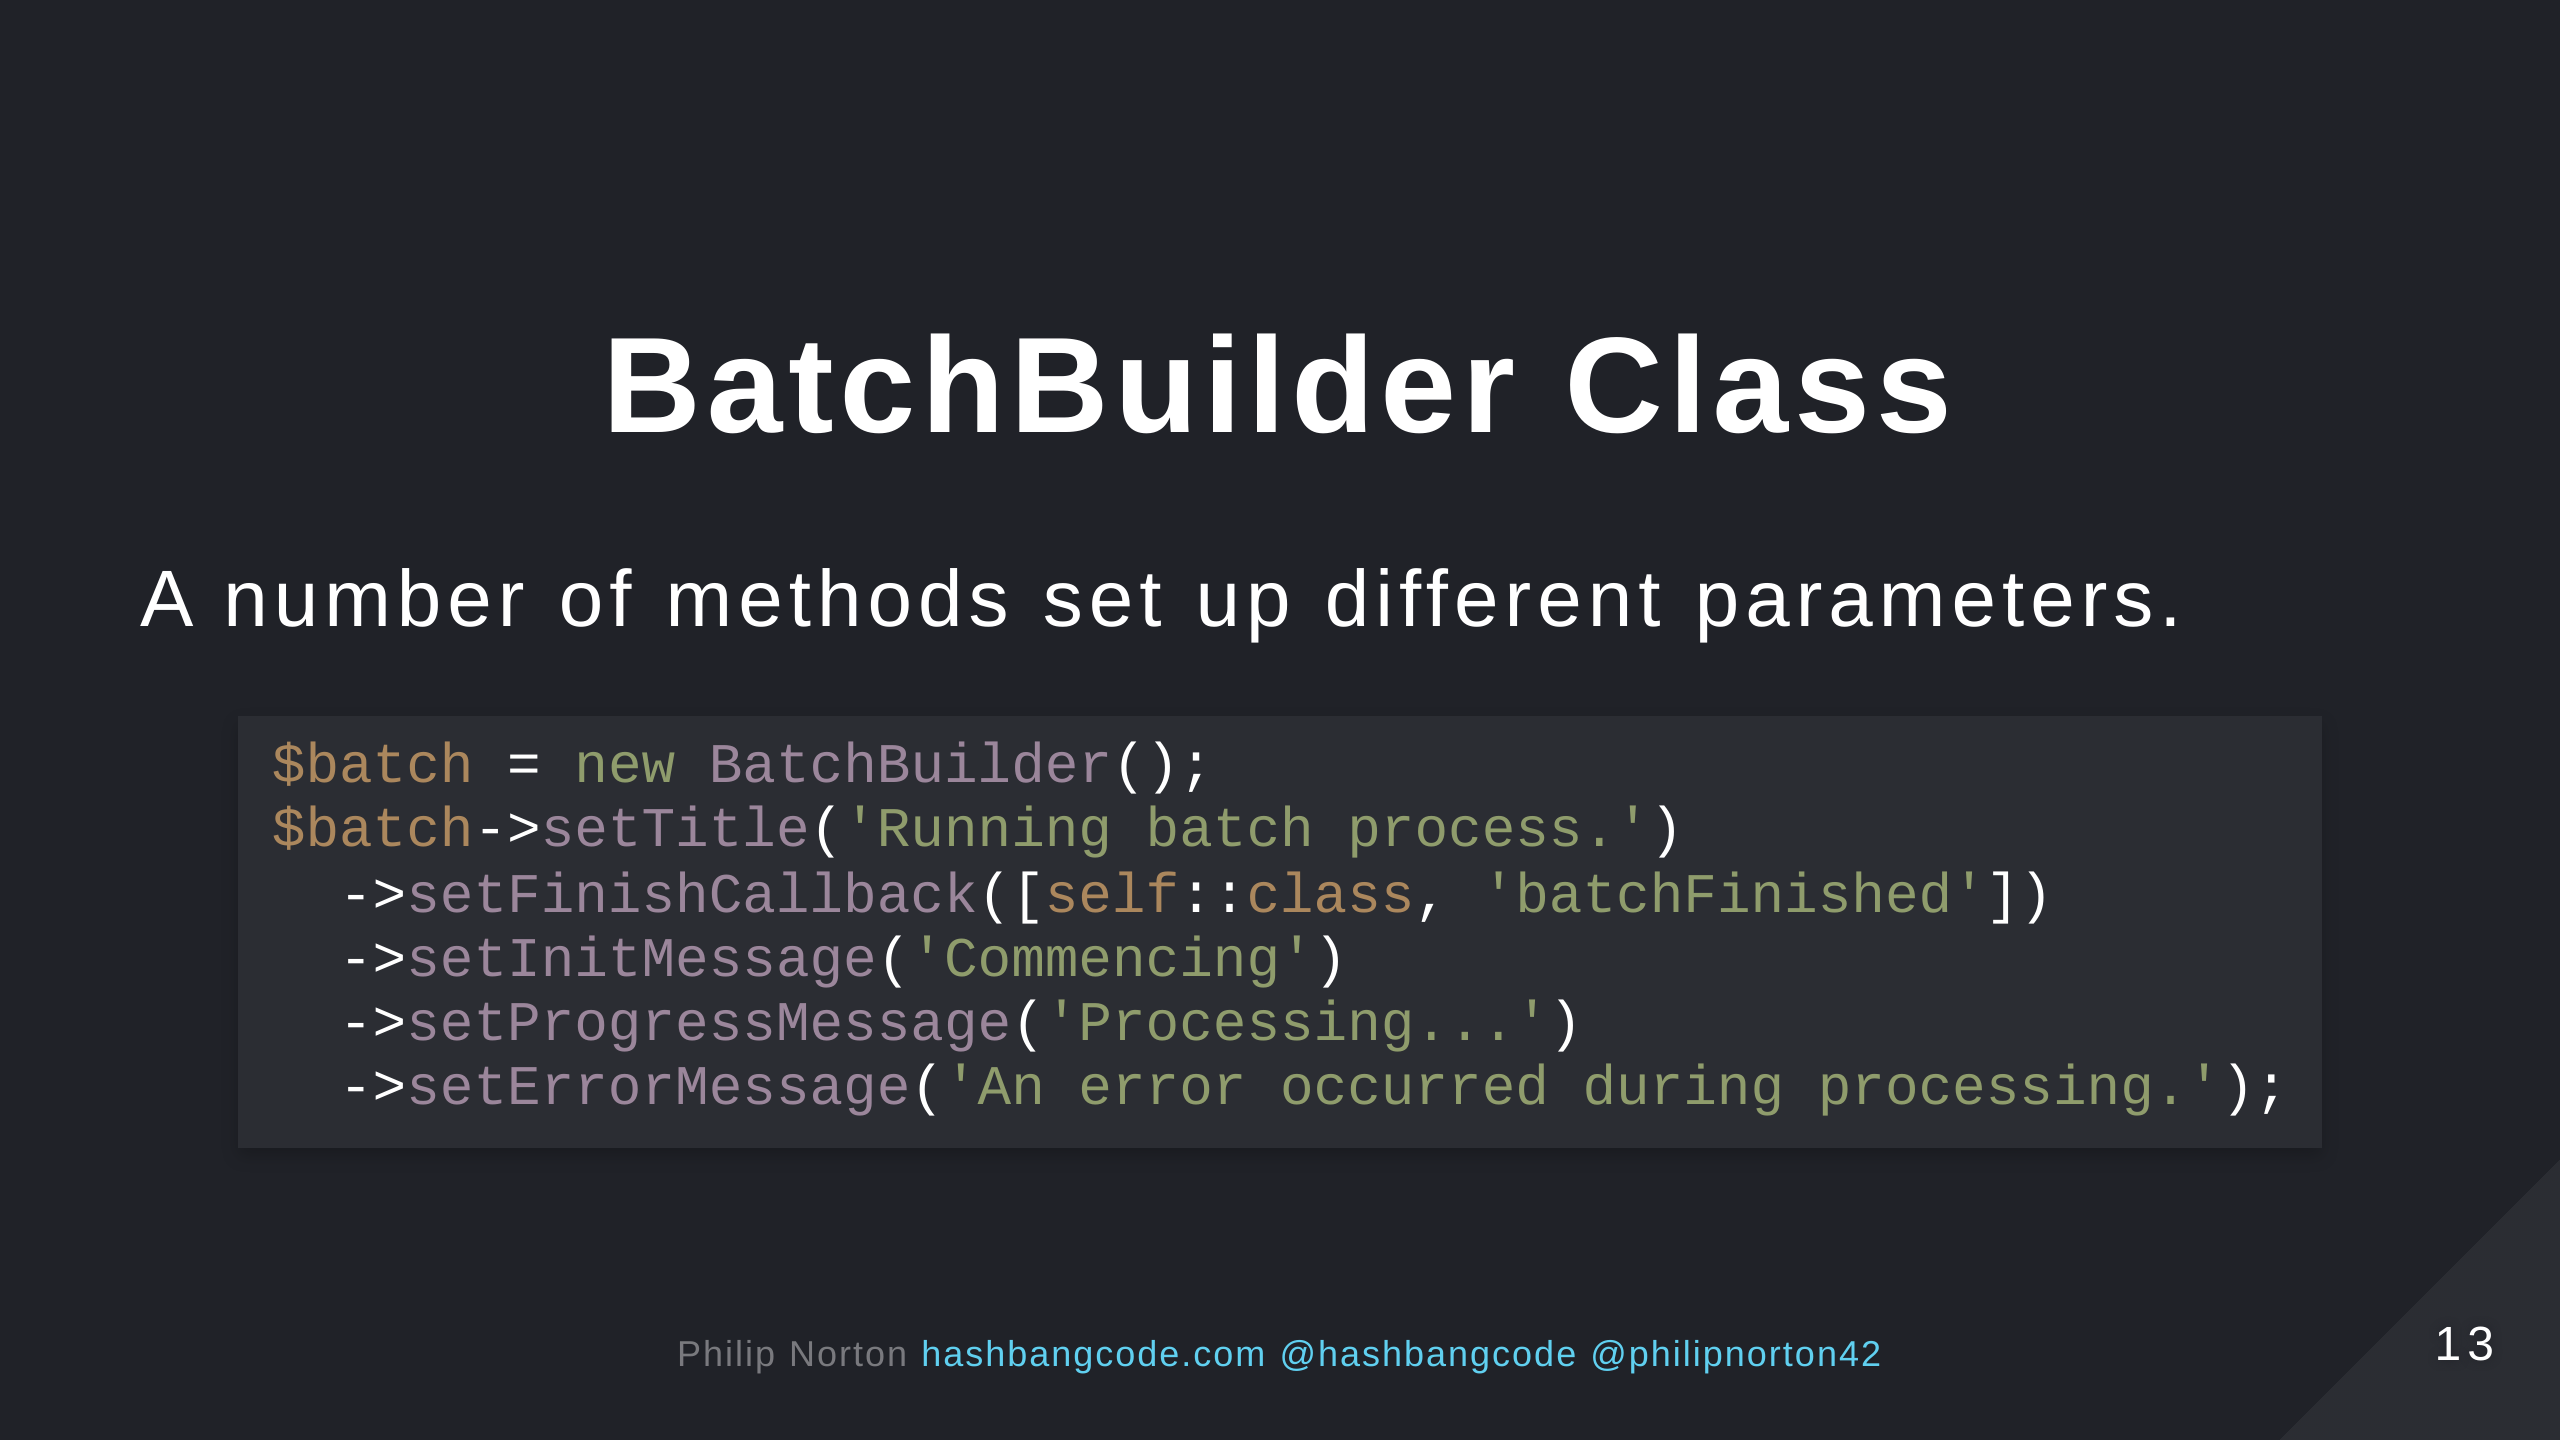 BatchBuilder Class
A number of methods set up different parameters.
$batch = new BatchBuilder();
$batch->setTitle('Running batch process.')
  ->setFinishCallback([self::class, 'batchFinished'])
  ->setInitMessage('Commencing')
  ->setProgressMessage('Processing...')
  ->setErrorMessage('An error occurred during processing.');
Philip Norton hashbangcode.com @hashbangcode @philipnorton42
13